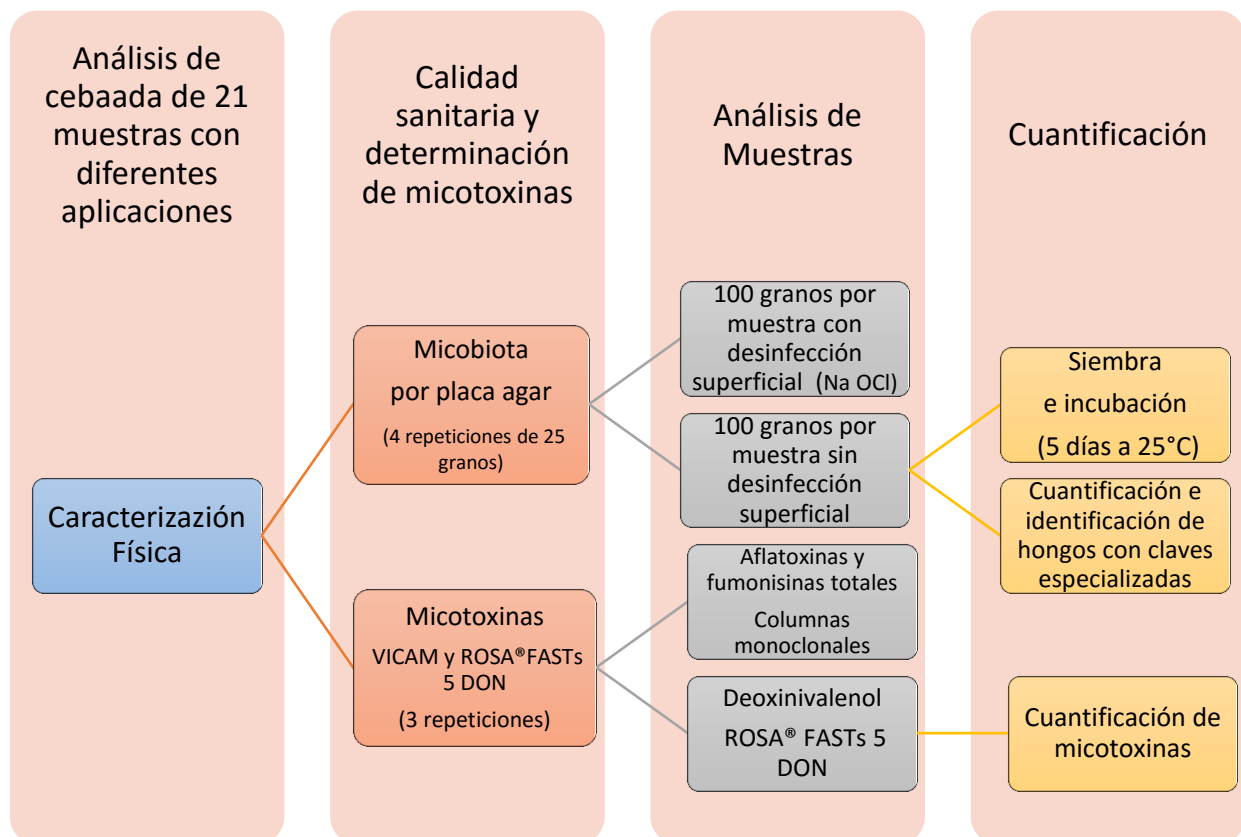 Análisis de
cebaada de 21
muestras con
diferentes
aplicaciones
Caracterización
Física
Calidad
sanitaria y
determinación
de micotoxinas
Micobiota
por placa agar
(4 repeticiones de 25
granos)
Micotoxinas
VICAM y ROSA®FASTs
5 DON
(3 repeticiones)
Análisis de
Muestras
100 granos por
muestra con
desinfección
superficial (Na OCl)
100 granos por
muestra sin
desinfección
superficial
Aflatoxinas y
fumonisinas totales
Columnas
monoclonales
Deoxinivalenol
ROSA® FASTs 5
DON
Cuantificación
Siembra
e incubación
(5 días a 25°C)
Cuantificación e
identificación de
hongos con claves
especializadas
Cuantificación de
micotoxinas